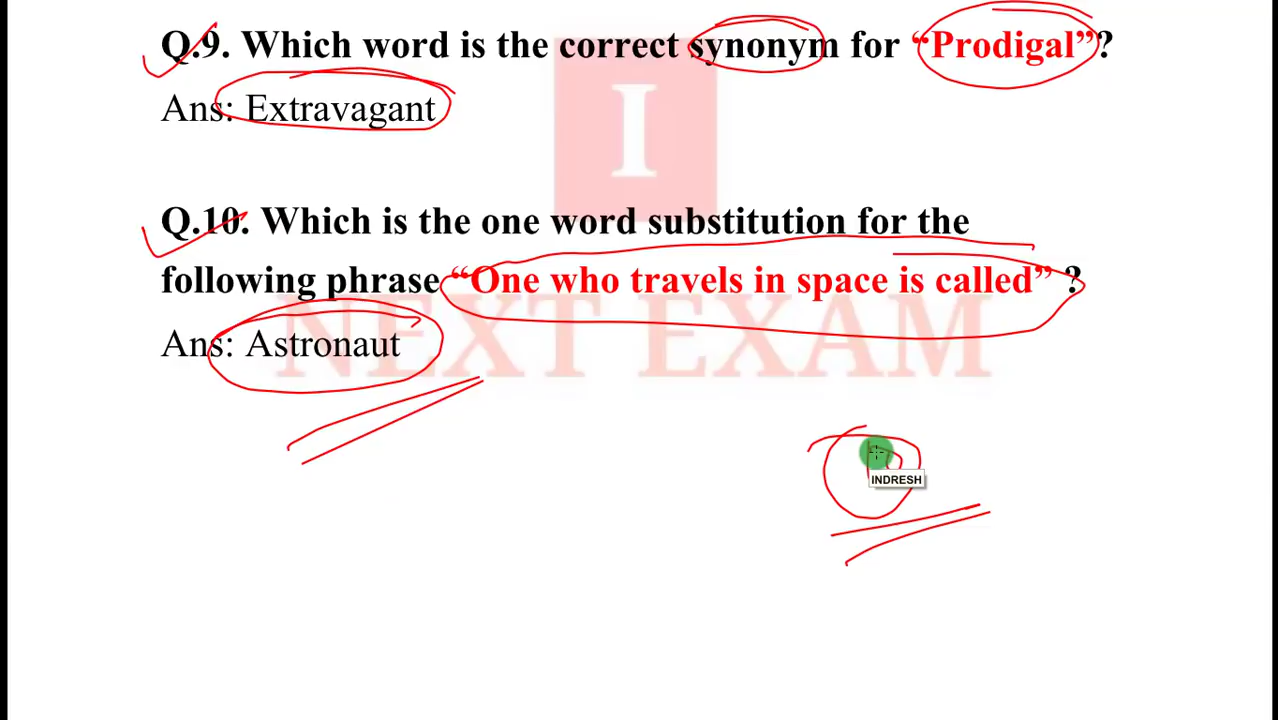 Q.9. Which word is the correct synonym for “Prodigal”?
Ans: Extravagant
I
Q.10. Which is the one word substitution for the
following phrase “One who travels in space is called” ?
Ans: Astronaut
NEXT EXAM
INDRESH